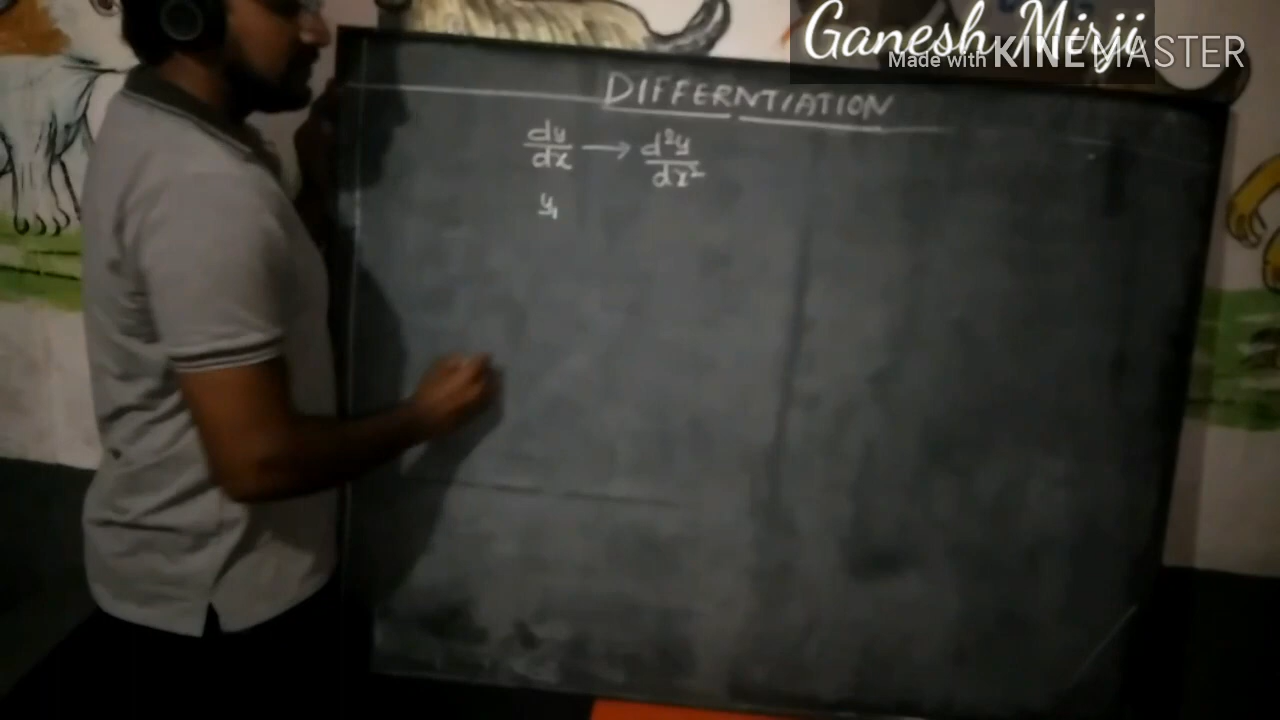 Ganesh Mirji
Made with KINEMASTER
DIFFERNTIATION
dy/dx → d²y/dx²
y₁